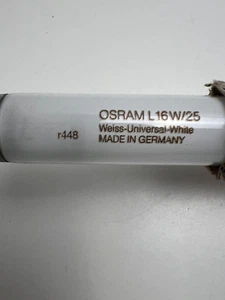 OSRAM L16W/25
Weiss-Universal-White
r448 MADE IN GERMANY